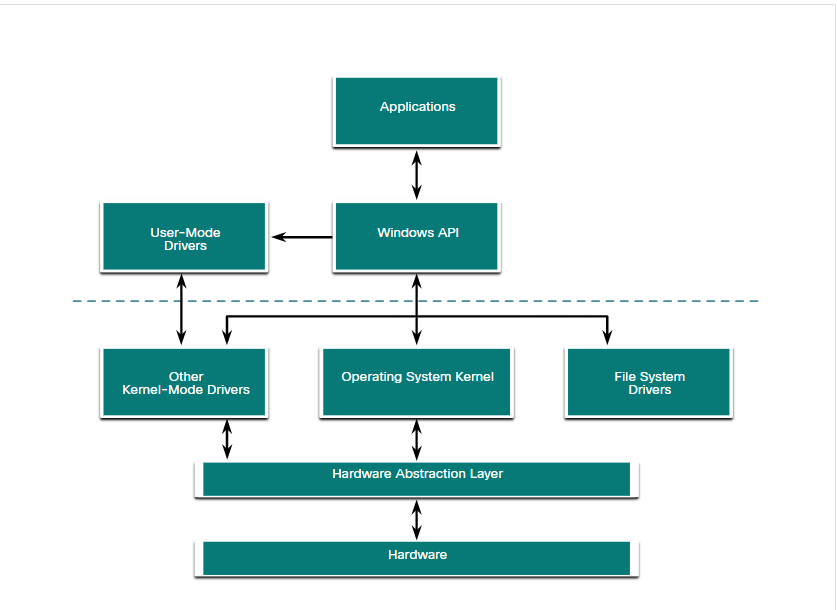 Applications
User-Mode
Drivers
Windows API
Other
Kernel-Mode Drivers
Operating System Kernel
File System
Drivers
Hardware Abstraction Layer
Hardware